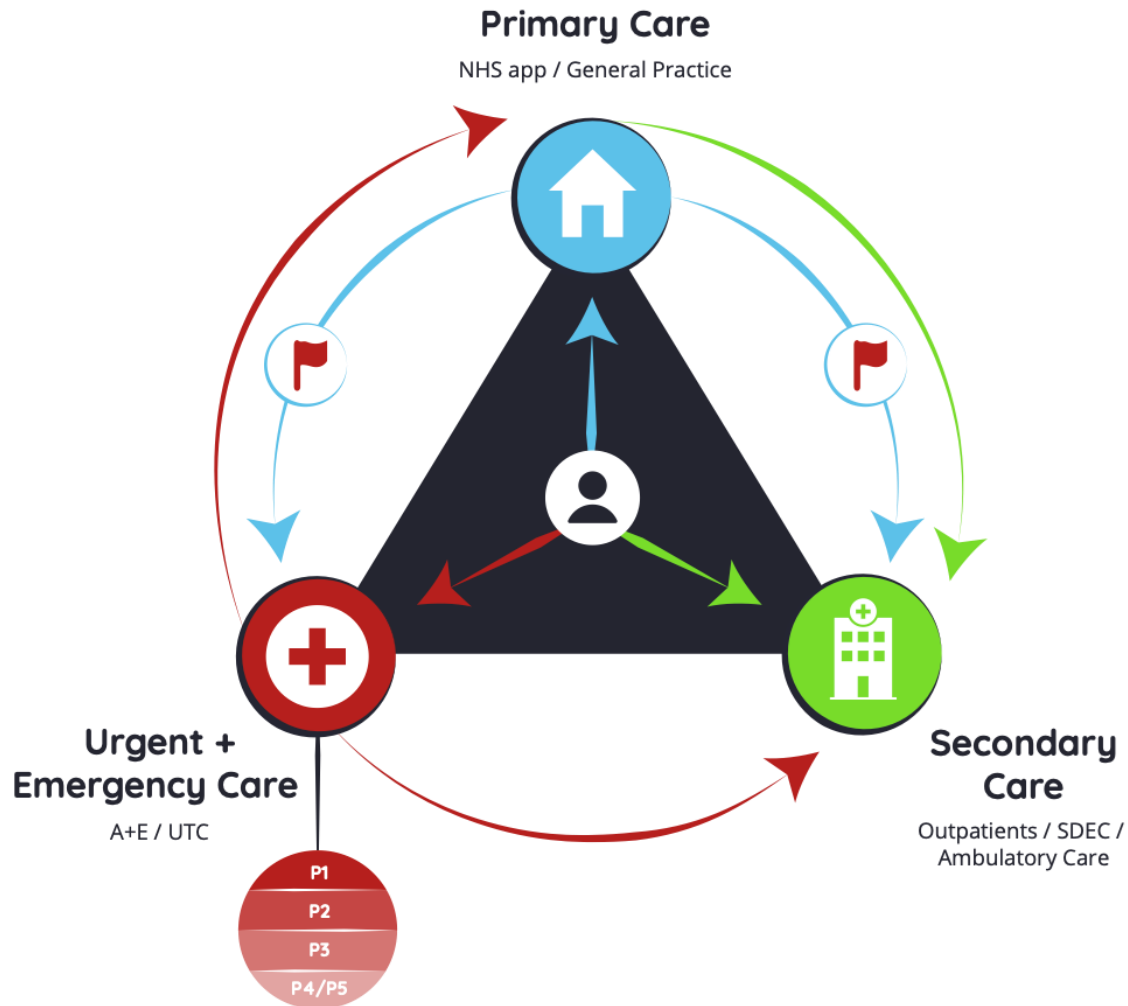 Primary Care
NHS app / General Practice
Urgent +
Emergency Care
A+E / UTC
Secondary
Care
Outpatients / SDEC /
Ambulatory Care
P1
P2
P3
P4/P5